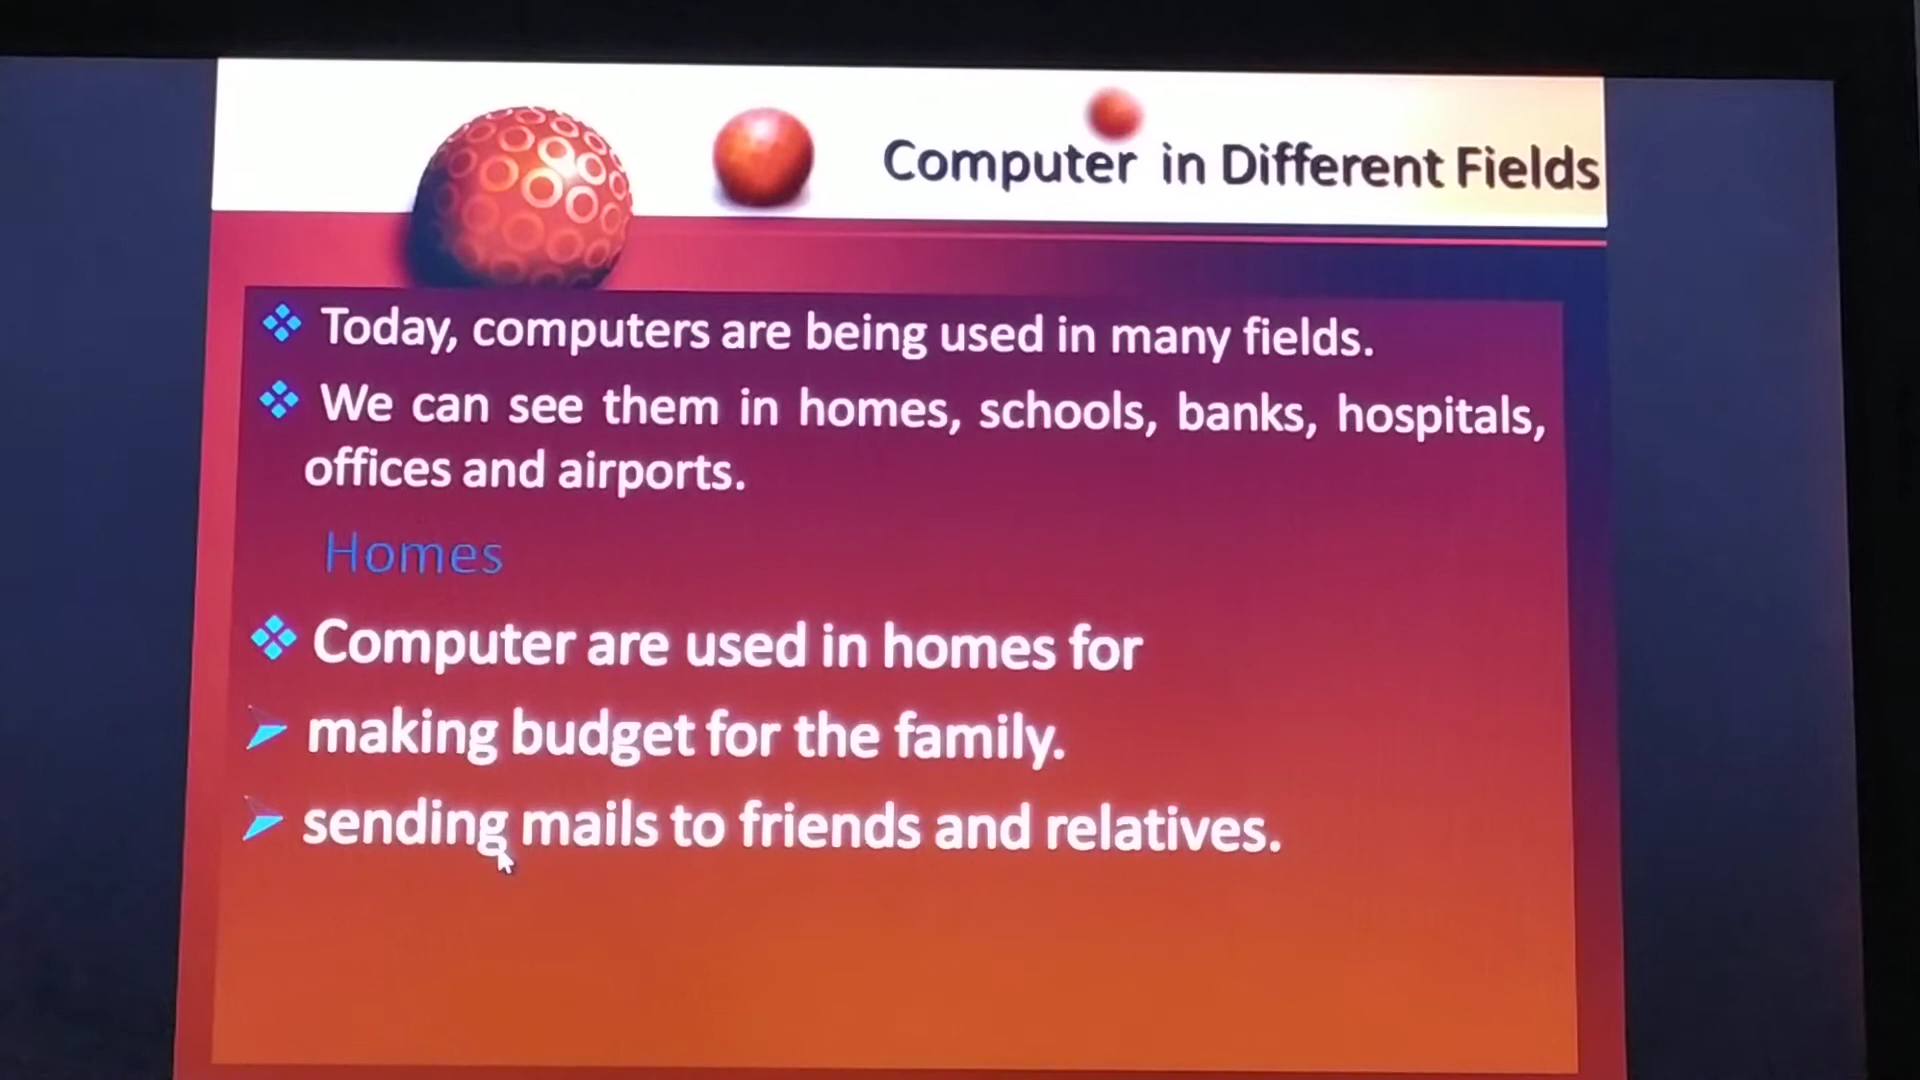 Computer in Different Fields
Today, computers are being used in many fields.
We can see them in homes, schools, banks, hospitals,
offices and airports.
Homes
Computer are used in homes for
making budget for the family.
sending mails to friends and relatives.